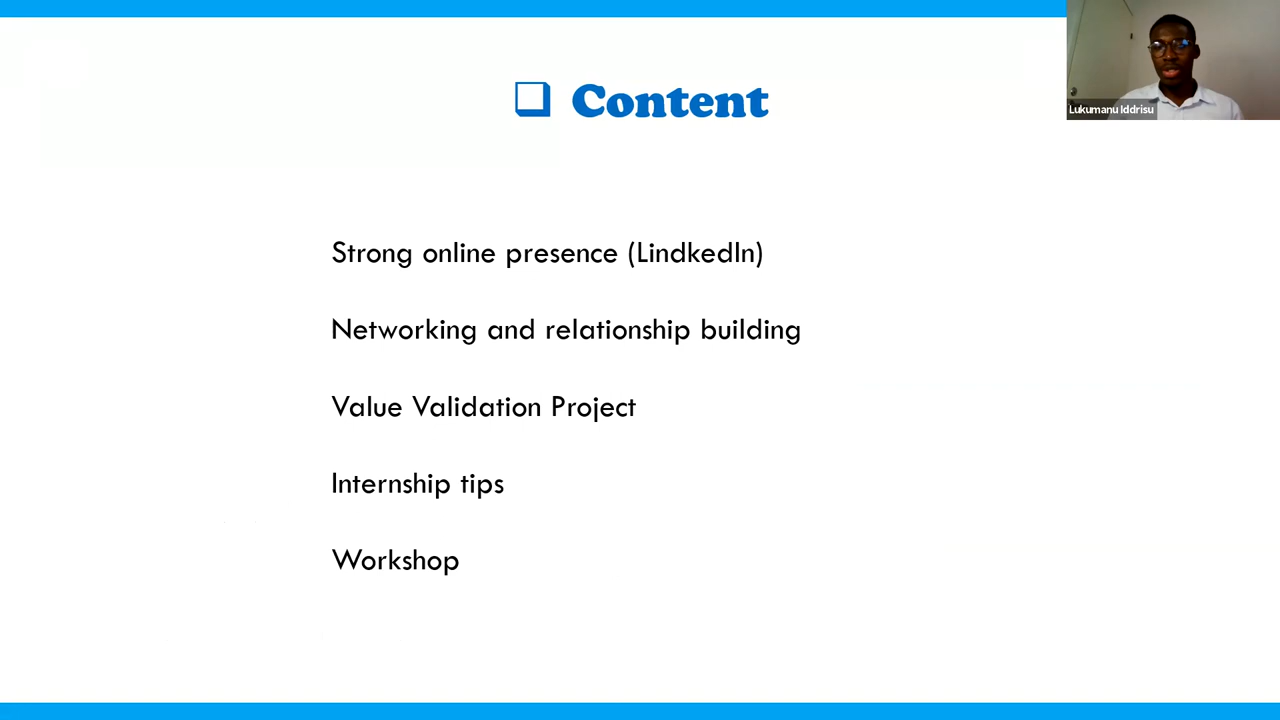 Content
Lukumanu Iddrisu
Strong online presence (LindkedIn)
Networking and relationship building
Value Validation Project
Internship tips
Workshop